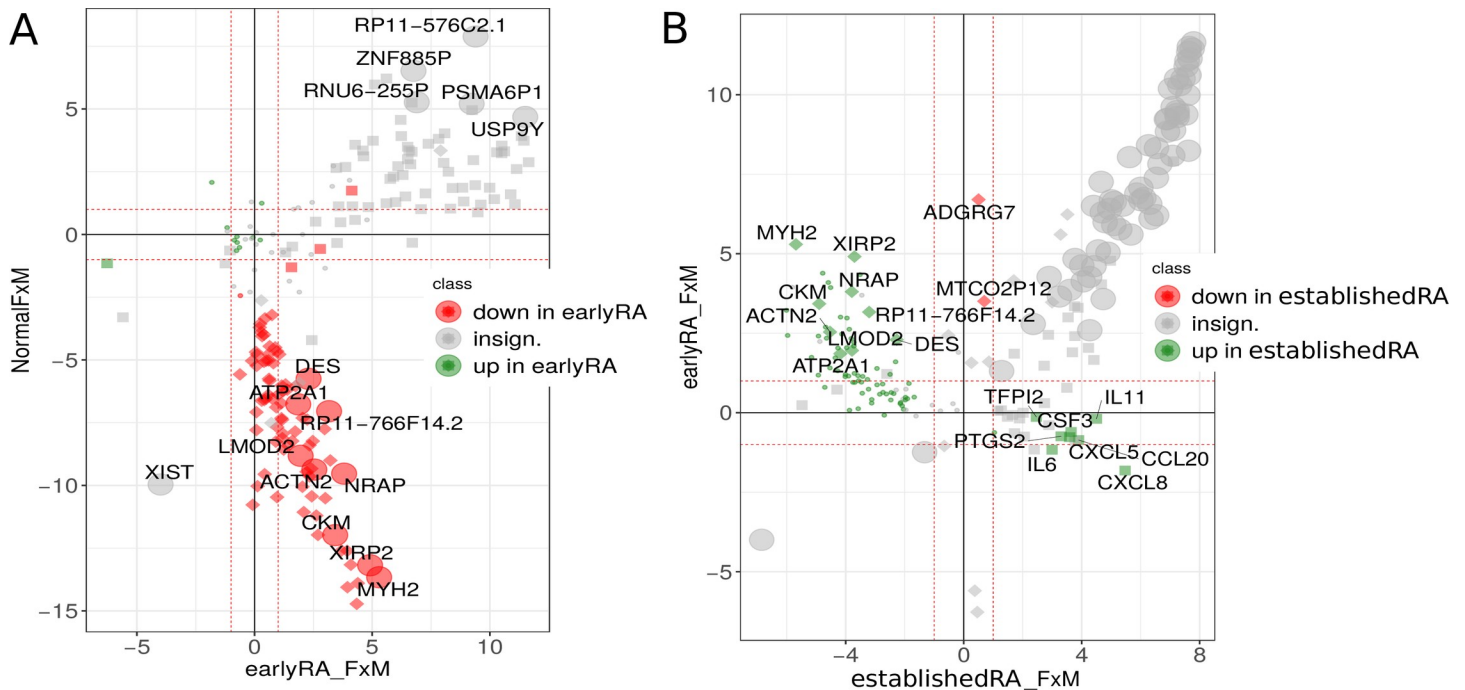 A
RP11−576C2.1
ZNF885P
RNU6−255P
PSMA6P1
USP9Y
5
0
−5
−10
−15
NormalFxM
class
down in earlyRA
insign.
up in earlyRA
DES
ATP2A1
RP11−766F14.2
LMOD2
ACTN2
NRAP
XIST
CKM
XIRP2
MYH2
−5
0
5
10
earlyRA_FxM
B
10
5
0
−5
earlyRA_FxM
ADGRG7
MYH2
XIRP2
NRAP
CKM
MTCO2P12
ACTN2
RP11−766F14.2
LMOD2
DES
ATP2A1
class
down in establishedRA
insign.
up in establishedRA
TFPI2
IL11
CSF3
PTGS2
CXCL5
CCL20
IL6
CXCL8
−4
0
4
8
establishedRA_FxM